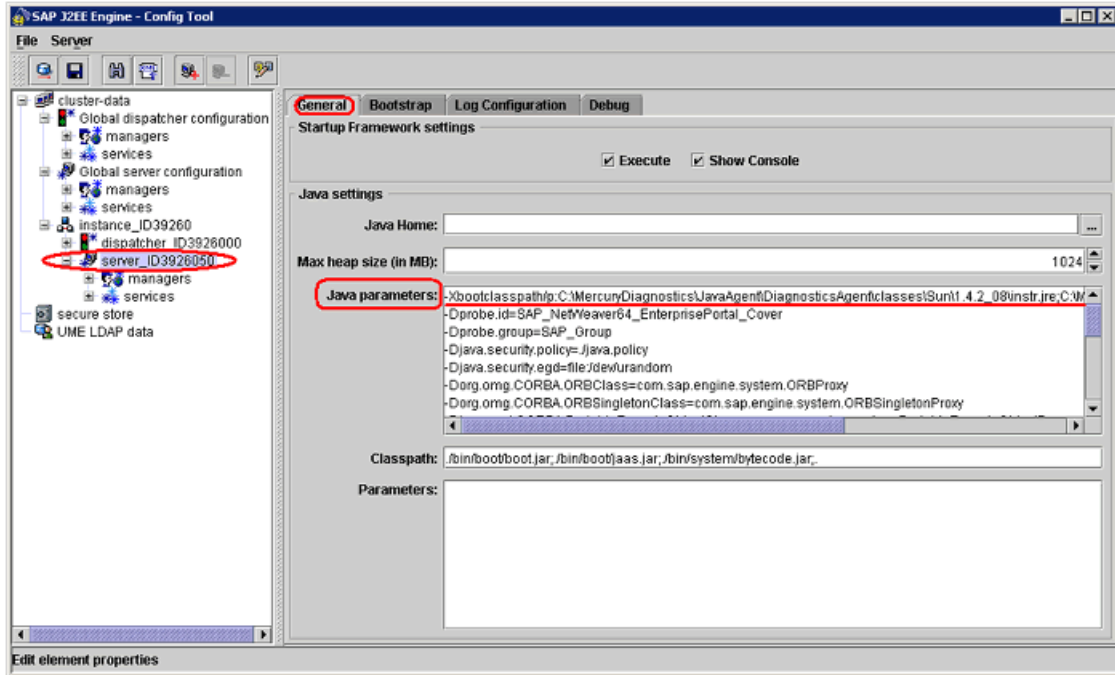 SAP J2EE Engine - Config Tool
File Server
cluster-data
Global dispatcher configuration
managers
services
Global server configuration
managers
services
instance_ID39260
dispatcher_ID3926000
server_ID3926050
managers
services
secure store
UME LDAP data
General Bootstrap Log Configuration Debug
Startup Framework settings
Execute Show Console
Java settings
Java Home: ...
Max heap size (in MB): 1024
Java parameters: -Xbootclasspath/p:C:\MercuryDiagnostics\JavaAgent\DiagnosticsAgent\classes\Sun\1.4.2_08\instr.jre;C:\M
-Dprobe.id=SAP_NetWeaver64_EnterprisePortal_Cover
-Dprobe.group=SAP_Group
-Djava.security.policy=./java.policy
-Djava.security.egd=file:/dev/urandom
-Dorg.omg.CORBA.ORBClass=com.sap.engine.system.ORBProxy
-Dorg.omg.CORBA.ORBSingletonClass=com.sap.engine.system.ORBSingletonProxy
Classpath: ./bin/boot/boot.jar;./bin/boot/jaas.jar;./bin/system/bytecode.jar;.
Parameters:
Edit element properties